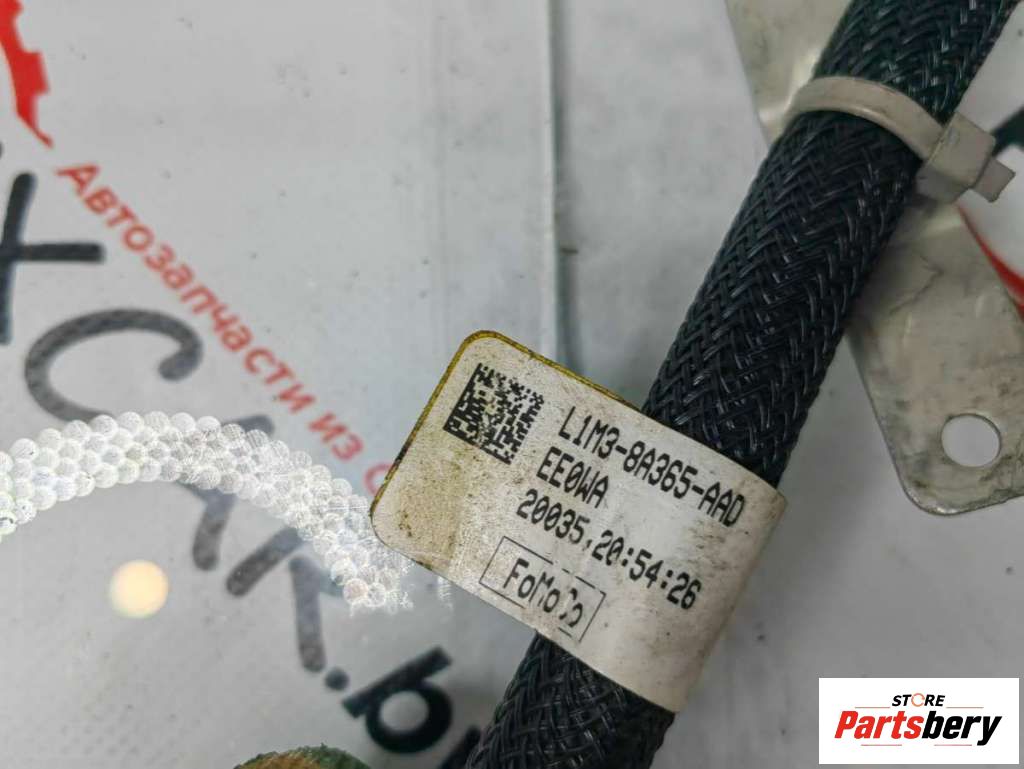 Автозапчасти из С
L1M3-8A365-AAD
EE0WA
20035,20:54:26
FoMoCo
STORE
Partsbery